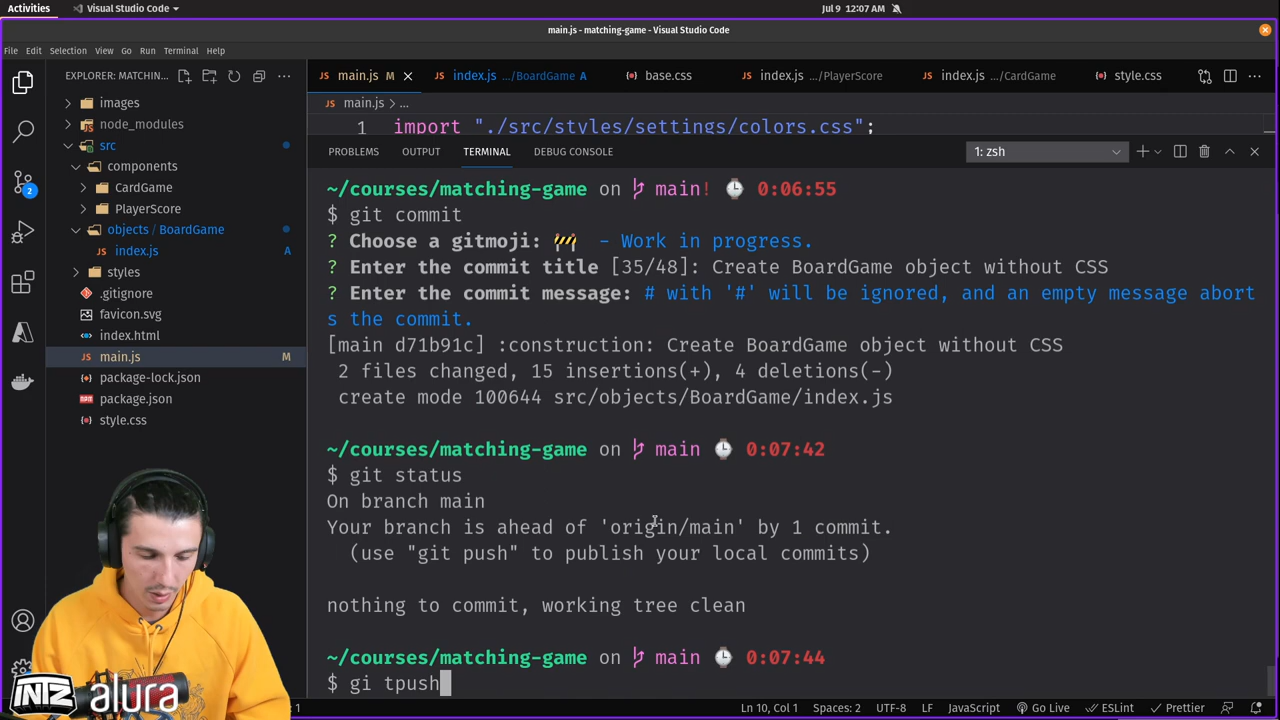 Activities
Visual Studio Code
Jul 9 12:07 AM
main.js - matching-game - Visual Studio Code
File Edit Selection View Go Run Terminal Help
EXPLORER: MATCHIN...
main.js M
index.js .../BoardGame A
base.css
index.js .../PlayerScore
index.js .../CardGame
style.css
images
node_modules
src
components
CardGame
PlayerScore
objects / BoardGame
index.js A
styles
.gitignore
favicon.svg
index.html
main.js M
package-lock.json
package.json
style.css
2
main.js > ...
1 import "./src/styles/settings/colors.css";
PROBLEMS OUTPUT TERMINAL DEBUG CONSOLE 1: zsh
~/courses/matching-game on main! ⌚ 0:06:55
$ git commit
? Choose a gitmoji: 🚧 - Work in progress.
? Enter the commit title [35/48]: Create BoardGame object without CSS
? Enter the commit message: # with '#' will be ignored, and an empty message abort
s the commit.
[main d71b91c] :construction: Create BoardGame object without CSS
2 files changed, 15 insertions(+), 4 deletions(-)
create mode 100644 src/objects/BoardGame/index.js
~/courses/matching-game on main ⌚ 0:07:42
$ git status
On branch main
Your branch is ahead of 'origin/main' by 1 commit.
(use "git push" to publish your local commits)
nothing to commit, working tree clean
~/courses/matching-game on main ⌚ 0:07:44
$ gi tpush
INTZ alura
1
Ln 10, Col 1 Spaces: 2 UTF-8 LF JavaScript Go Live ESLint Prettier